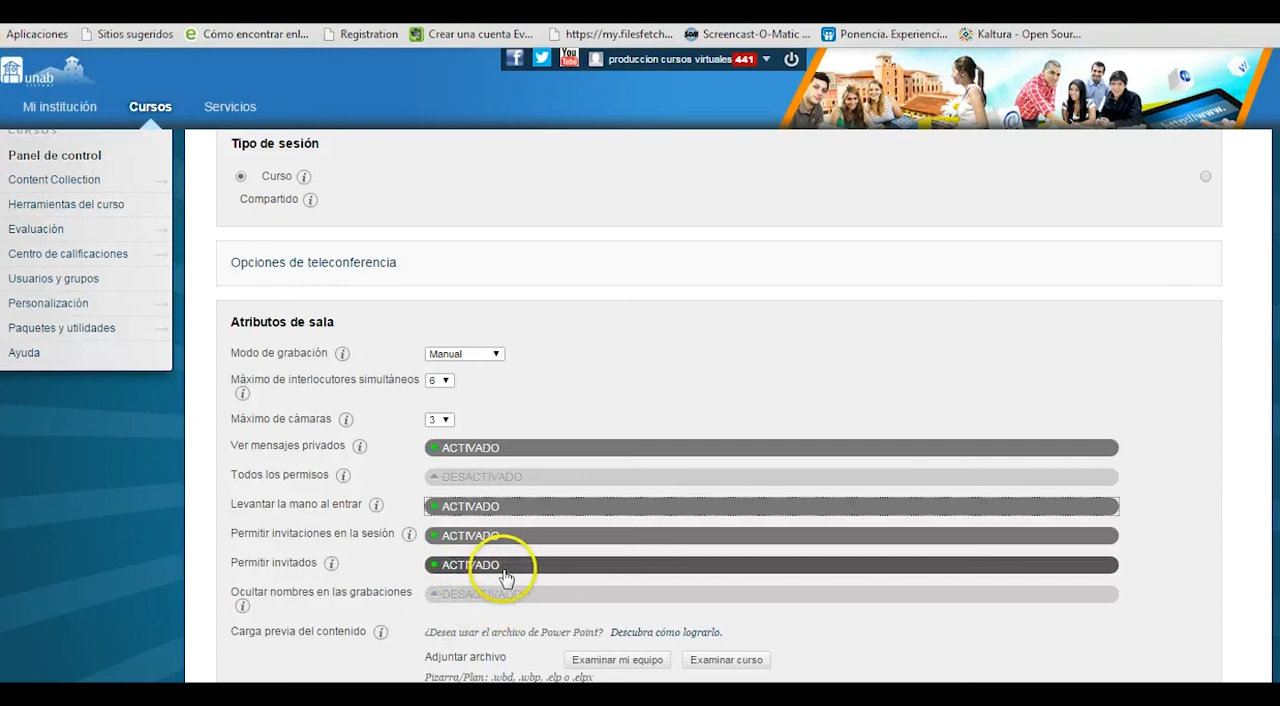 Aplicaciones Sitios sugeridos Cómo encontrar enl... Registration Crear una cuenta Ev... https://my.filesfetch... Screencast-O-Matic ... Ponencia. Experienci... Kaltura - Open Sour...
unab
You Tube produccion cursos virtuales 441
Mi institución Cursos Servicios
CURSOS
Panel de control
Content Collection
Herramientas del curso
Evaluación
Centro de calificaciones
Usuarios y grupos
Personalización
Paquetes y utilidades
Ayuda
Tipo de sesión
Curso
Compartido
Opciones de teleconferencia
Atributos de sala
Modo de grabación Manual
Máximo de interlocutores simultáneos 6
Máximo de cámaras 3
Ver mensajes privados ACTIVADO
Todos los permisos DESACTIVADO
Levantar la mano al entrar ACTIVADO
Permitir invitaciones en la sesión ACTIVADO
Permitir invitados ACTIVADO
Ocultar nombres en las grabaciones DESACTIVADO
Carga previa del contenido ¿Desea usar el archivo de Power Point? Descubra cómo lograrlo.
Adjuntar archivo Examinar mi equipo Examinar curso
Pizarra/Plan: .wbd, .wbp, .elp o .elpx